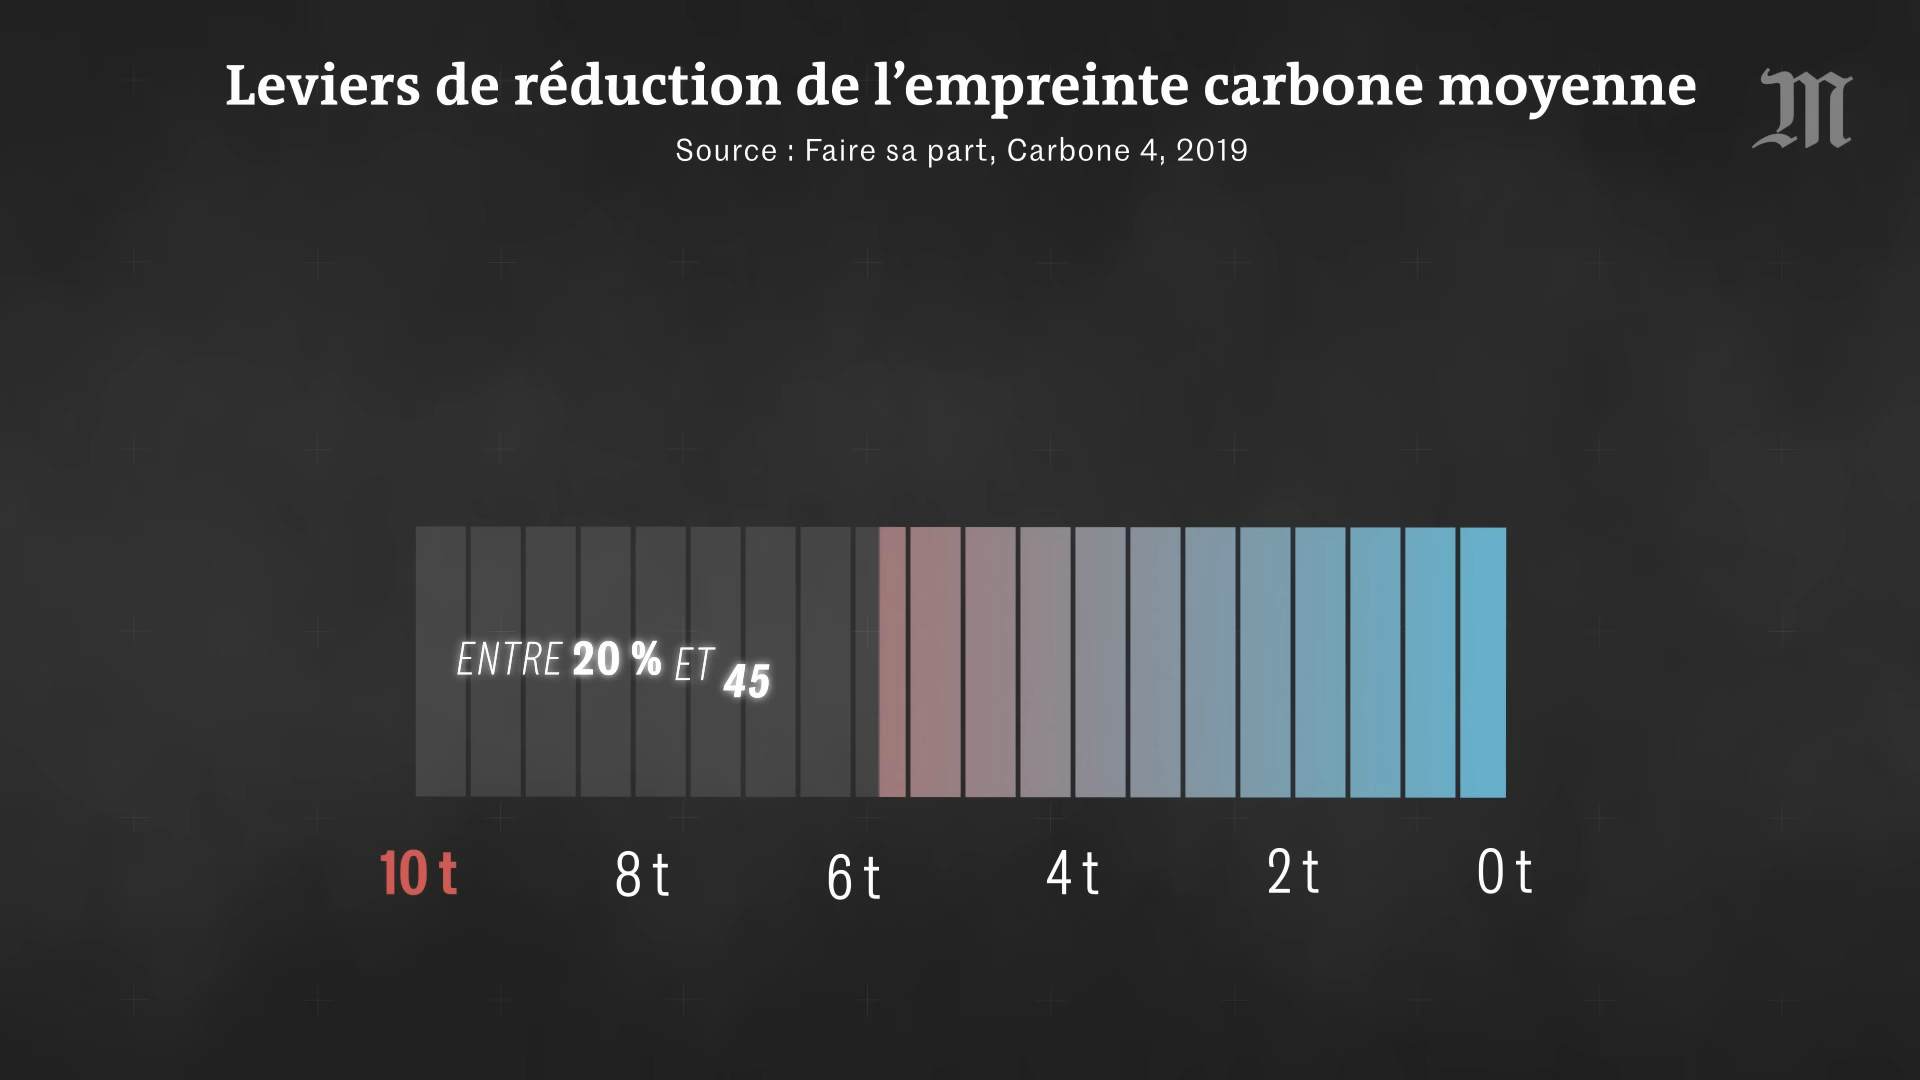 Leviers de réduction de l’empreinte carbone moyenne
M
Source : Faire sa part, Carbone 4, 2019
ENTRE 20 % ET 45
10 t 8 t 6 t 4 t 2 t 0 t